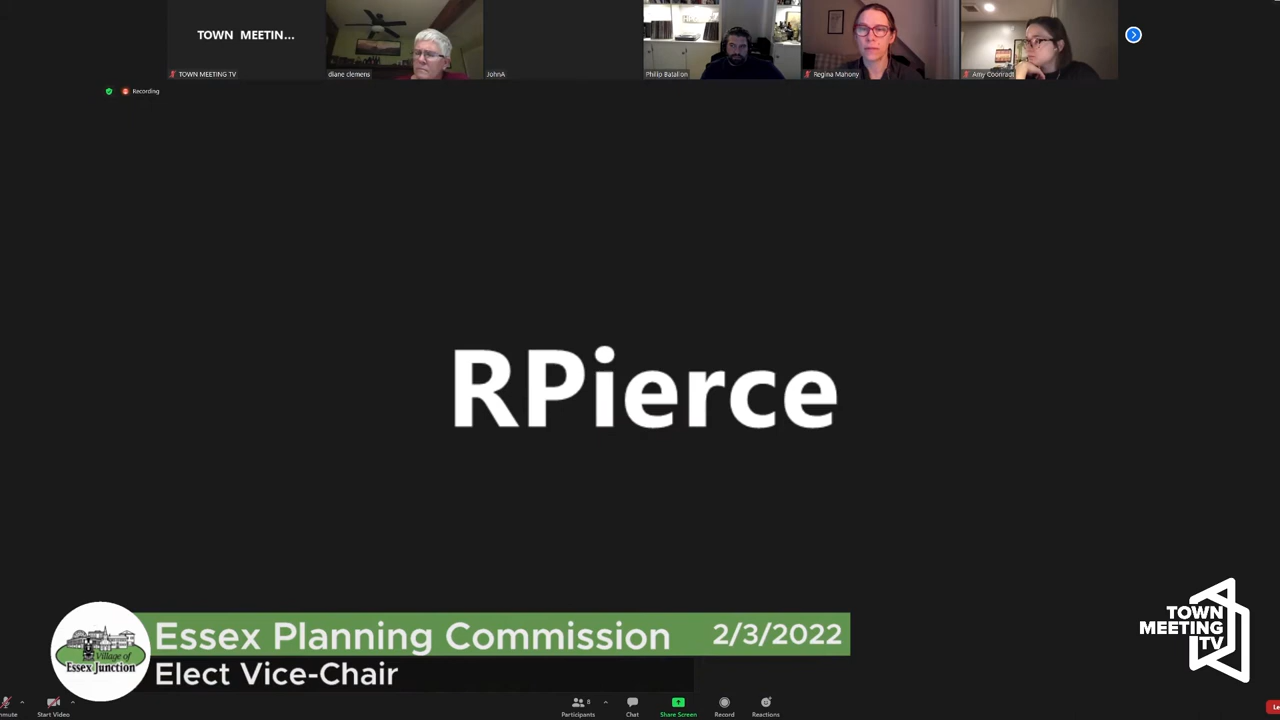 TOWN MEETIN...
TOWN MEETING TV
diane clemens
JohnA
Philip Batalion
Regina Mahony
Amy Coonradt
Recording
RPierce
Essex Planning Commission
2/3/2022
Elect Vice-Chair
Village of
Essex Junction
TOWN
MEETING
TV
Start Video
Participants
8
Chat
Share Screen
Record
Reactions